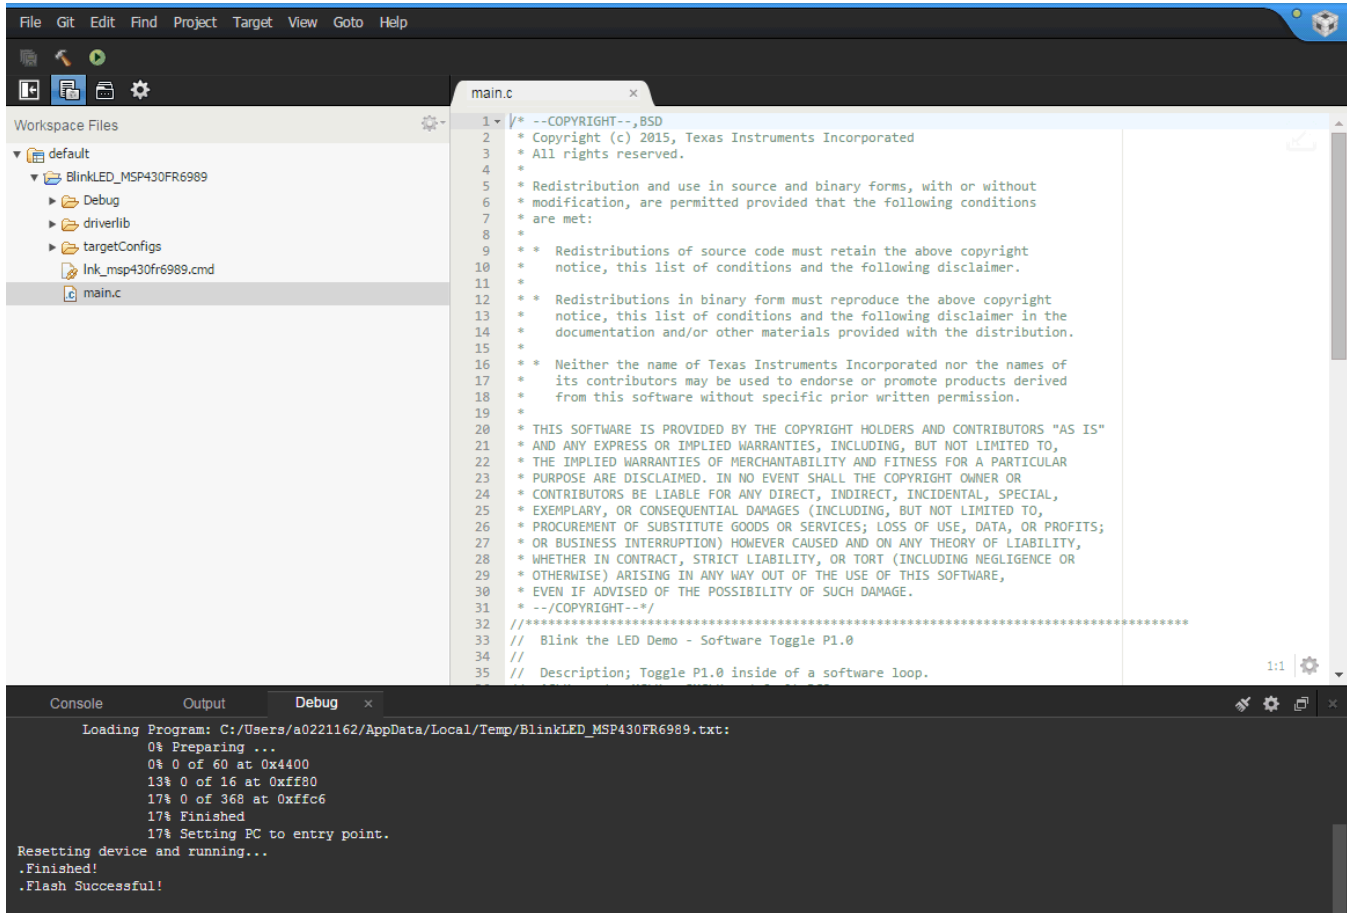 File Git Edit Find Project Target View Goto Help
main.c ×
Workspace Files
default
BlinkLED_MSP430FR6989
Debug
driverlib
targetConfigs
lnk_msp430fr6989.cmd
.c main.c
1 /* --COPYRIGHT--,BSD
2 * Copyright (c) 2015, Texas Instruments Incorporated
3 * All rights reserved.
4 *
5 * Redistribution and use in source and binary forms, with or without
6 * modification, are permitted provided that the following conditions
7 * are met:
8 *
9 * * Redistributions of source code must retain the above copyright
10 * notice, this list of conditions and the following disclaimer.
11 *
12 * * Redistributions in binary form must reproduce the above copyright
13 * notice, this list of conditions and the following disclaimer in the
14 * documentation and/or other materials provided with the distribution.
15 *
16 * * Neither the name of Texas Instruments Incorporated nor the names of
17 * its contributors may be used to endorse or promote products derived
18 * from this software without specific prior written permission.
19 *
20 * THIS SOFTWARE IS PROVIDED BY THE COPYRIGHT HOLDERS AND CONTRIBUTORS "AS IS"
21 * AND ANY EXPRESS OR IMPLIED WARRANTIES, INCLUDING, BUT NOT LIMITED TO,
22 * THE IMPLIED WARRANTIES OF MERCHANTABILITY AND FITNESS FOR A PARTICULAR
23 * PURPOSE ARE DISCLAIMED. IN NO EVENT SHALL THE COPYRIGHT OWNER OR
24 * CONTRIBUTORS BE LIABLE FOR ANY DIRECT, INDIRECT, INCIDENTAL, SPECIAL,
25 * EXEMPLARY, OR CONSEQUENTIAL DAMAGES (INCLUDING, BUT NOT LIMITED TO,
26 * PROCUREMENT OF SUBSTITUTE GOODS OR SERVICES; LOSS OF USE, DATA, OR PROFITS;
27 * OR BUSINESS INTERRUPTION) HOWEVER CAUSED AND ON ANY THEORY OF LIABILITY,
28 * WHETHER IN CONTRACT, STRICT LIABILITY, OR TORT (INCLUDING NEGLIGENCE OR
29 * OTHERWISE) ARISING IN ANY WAY OUT OF THE USE OF THIS SOFTWARE,
30 * EVEN IF ADVISED OF THE POSSIBILITY OF SUCH DAMAGE.
31 * --/COPYRIGHT--*/
32 //******************************************************************************
33 // Blink the LED Demo - Software Toggle P1.0
34 //
35 // Description; Toggle P1.0 inside of a software loop.
1:1
Console Output Debug ×
Loading Program: C:/Users/a0221162/AppData/Local/Temp/BlinkLED_MSP430FR6989.txt:
0% Preparing ...
0% 0 of 60 at 0x4400
13% 0 of 16 at 0xff80
17% 0 of 368 at 0xffc6
17% Finished
17% Setting PC to entry point.
Resetting device and running...
.Finished!
.Flash Successful!